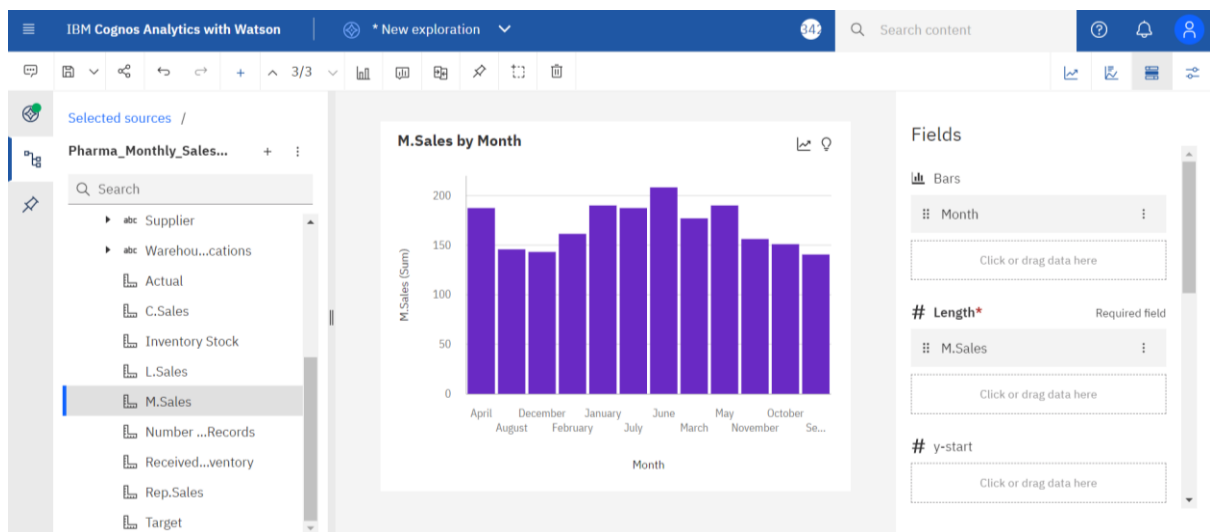 IBM Cognos Analytics with Watson
* New exploration
342
Search content
3/3
Selected sources /
Pharma_Monthly_Sales...
Search
abc Supplier
abc Warehou...cations
Actual
C.Sales
Inventory Stock
L.Sales
M.Sales
Number ...Records
Received...ventory
Rep.Sales
Target
M.Sales by Month
M.Sales (Sum)
200
150
100
50
0
April December January June May October
August February July March November Se...
Month
Fields
Bars
Month
Click or drag data here
# Length* Required field
M.Sales
Click or drag data here
# y-start
Click or drag data here